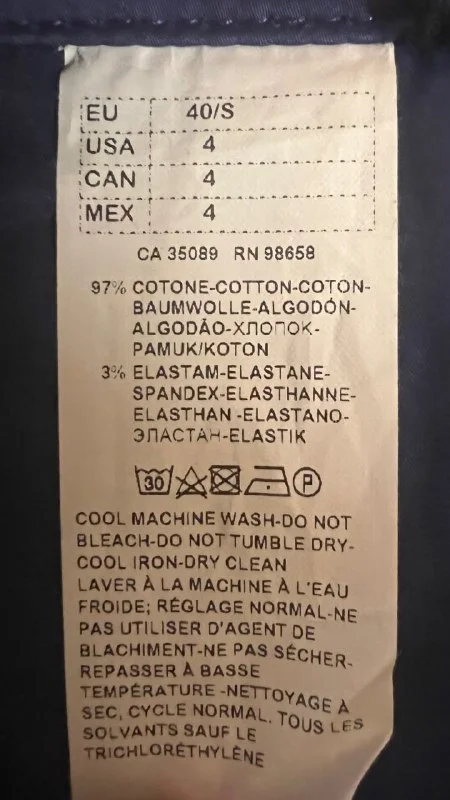 EU 40/S
USA 4
CAN 4
MEX 4
CA 35089 RN 98658
97% COTONE-COTTON-COTON-
BAUMWOLLE-ALGODÓN-
ALGODÃO-ХЛОПОК-
PAMUK/KOTON
3% ELASTAM-ELASTANE-
SPANDEX-ELASTHANNE-
ELASTHAN -ELASTANO-
ЭЛАСТАН-ELASTIK
30 P
COOL MACHINE WASH-DO NOT
BLEACH-DO NOT TUMBLE DRY-
COOL IRON-DRY CLEAN
LAVER À LA MACHINE À L'EAU
FROIDE; RÉGLAGE NORMAL-NE
PAS UTILISER D'AGENT DE
BLACHIMENT-NE PAS SÉCHER-
REPASSER À BASSE
TEMPÉRATURE -NETTOYAGE À
SEC, CYCLE NORMAL. TOUS LES
SOLVANTS SAUF LE
TRICHLORÉTHYLÈNE